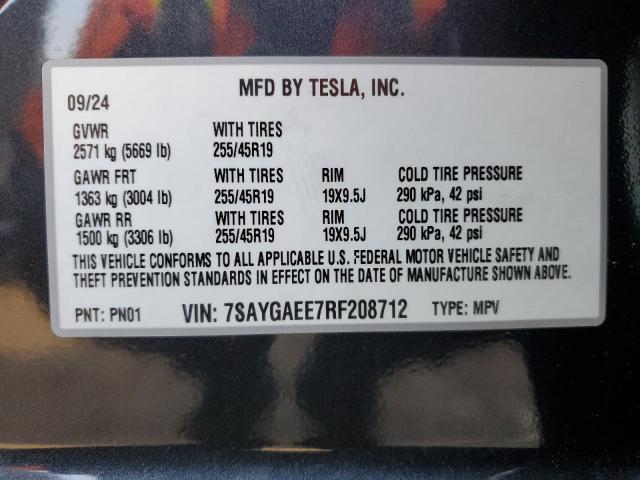 MFD BY TESLA, INC.
09/24
GVWR WITH TIRES
2571 kg (5669 lb) 255/45R19
GAWR FRT WITH TIRES RIM COLD TIRE PRESSURE
1363 kg (3004 lb) 255/45R19 19X9.5J 290 kPa, 42 psi
GAWR RR WITH TIRES RIM COLD TIRE PRESSURE
1500 kg (3306 lb) 255/45R19 19X9.5J 290 kPa, 42 psi
THIS VEHICLE CONFORMS TO ALL APPLICABLE U.S. FEDERAL MOTOR VEHICLE SAFETY AND
THEFT PREVENTION STANDARDS IN EFFECT ON THE DATE OF MANUFACTURE SHOWN ABOVE.
PNT: PN01 VIN: 7SAYGAEE7RF208712 TYPE: MPV